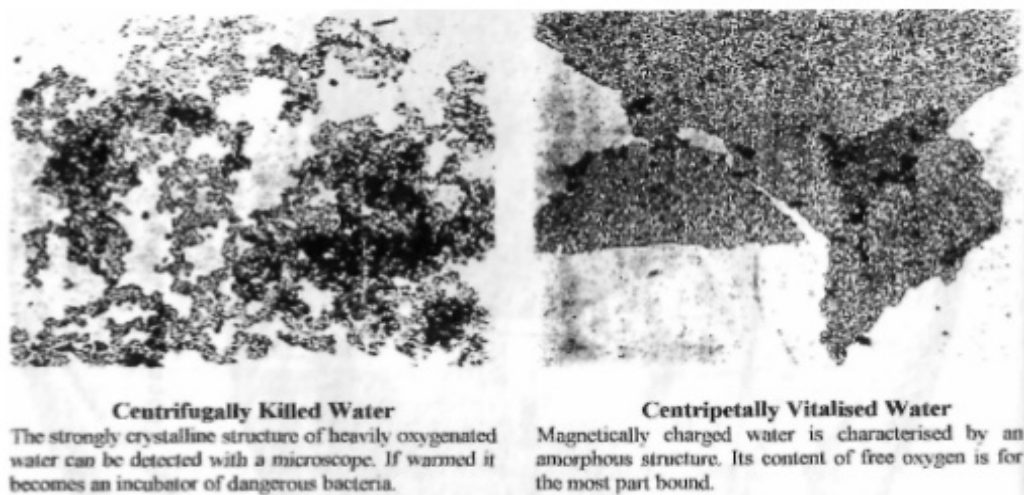 Centrifugally Killed Water
The strongly crystalline structure of heavily oxygenated
water can be detected with a microscope. If warmed it
becomes an incubator of dangerous bacteria.
Centripetally Vitalised Water
Magnetically charged water is characterised by an
amorphous structure. Its content of free oxygen is for
the most part bound.